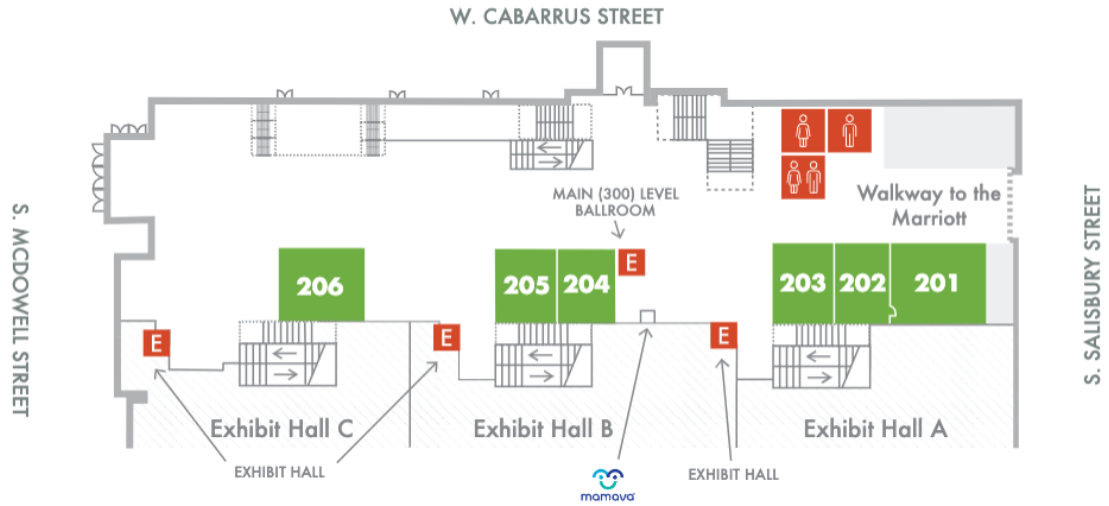 W. CABARRUS STREET
MAIN (300) LEVEL
BALLROOM
Walkway to the
Marriott
S. MCDOWELL STREET
S. SALISBURY STREET
206
205
204
E
203
202
201
E
E
E
Exhibit Hall C
Exhibit Hall B
Exhibit Hall A
EXHIBIT HALL
EXHIBIT HALL
mamava